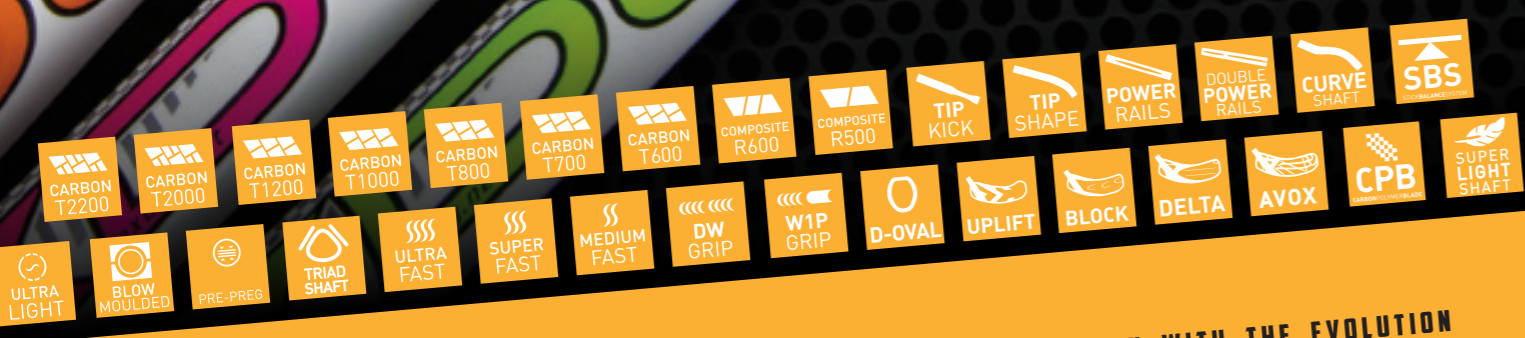 CARBON
T2200
CARBON
T2000
CARBON
T1200
CARBON
T1000
CARBON
T800
CARBON
T700
CARBON
T600
COMPOSITE
R600
COMPOSITE
R500
TIP
KICK
TIP
SHAPE
POWER
RAILS
DOUBLE
POWER
RAILS
CURVE
SHAFT
SBS
STICKBALANCESYSTEM
ULTRA
LIGHT
BLOW
MOULDED
PRE-PREG
TRIAD
SHAFT
ULTRA
FAST
SUPER
FAST
MEDIUM
FAST
DW
GRIP
W1P
GRIP
D-OVAL
UPLIFT
BLOCK
DELTA
AVOX
CPB
CARBONPOLYMERBLADE
SUPER
LIGHT
SHAFT
WITH THE EVOLUTION